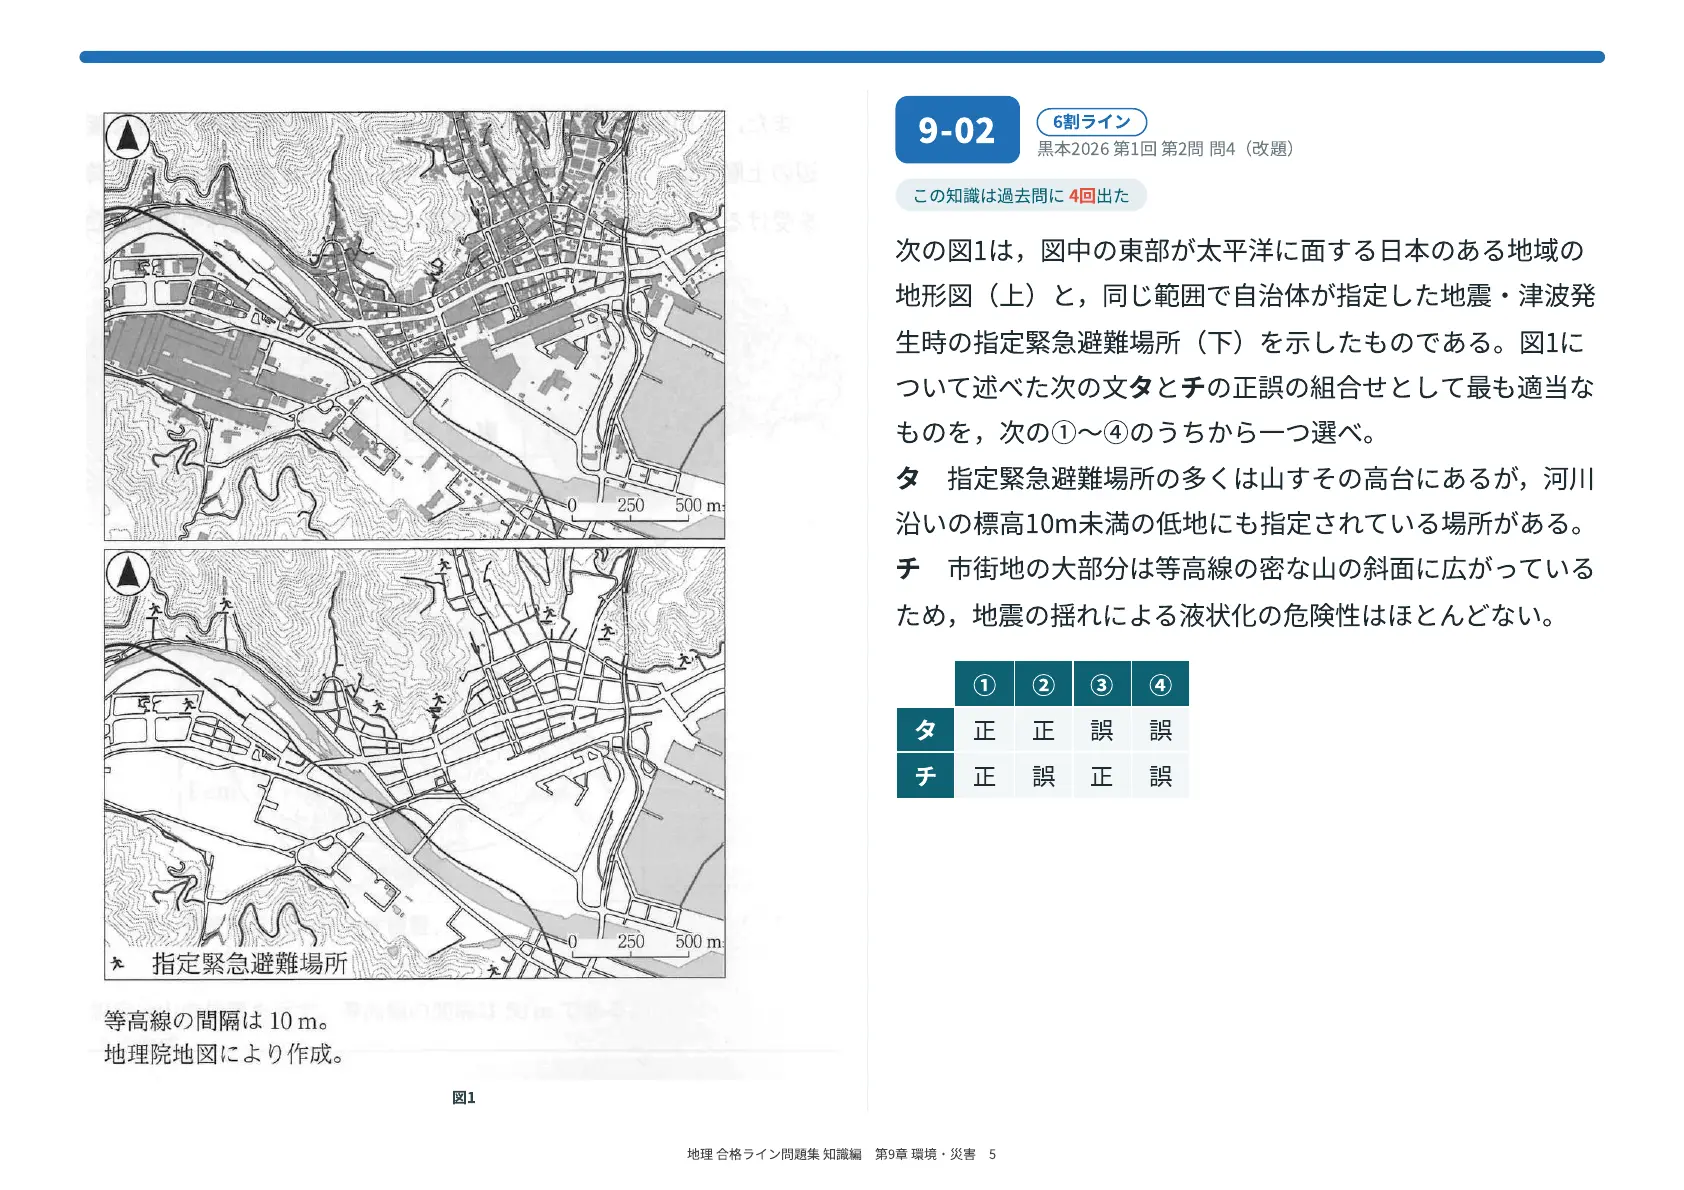 0 250 500 m
0 250 500 m
指定緊急避難場所
等高線の間隔は 10 m。
地理院地図により作成。
図1
9-02
6割ライン
黒本2026 第1回 第2問 問4（改題）
この知識は過去問に 4回出た
次の図1は，図中の東部が太平洋に面する日本のある地域の
地形図（上）と，同じ範囲で自治体が指定した地震・津波発
生時の指定緊急避難場所（下）を示したものである。図1に
ついて述べた次の文タとチの正誤の組合せとして最も適当な
ものを，次の①～④のうちから一つ選べ。
タ　指定緊急避難場所の多くは山すその高台にあるが，河川
沿いの標高10m未満の低地にも指定されている場所がある。
チ　市街地の大部分は等高線の密な山の斜面に広がっている
ため，地震の揺れによる液状化の危険性はほとんどない。
① ② ③ ④
タ 正 正 誤 誤
チ 正 誤 正 誤
地理 合格ライン問題集 知識編　第9章 環境・災害　5